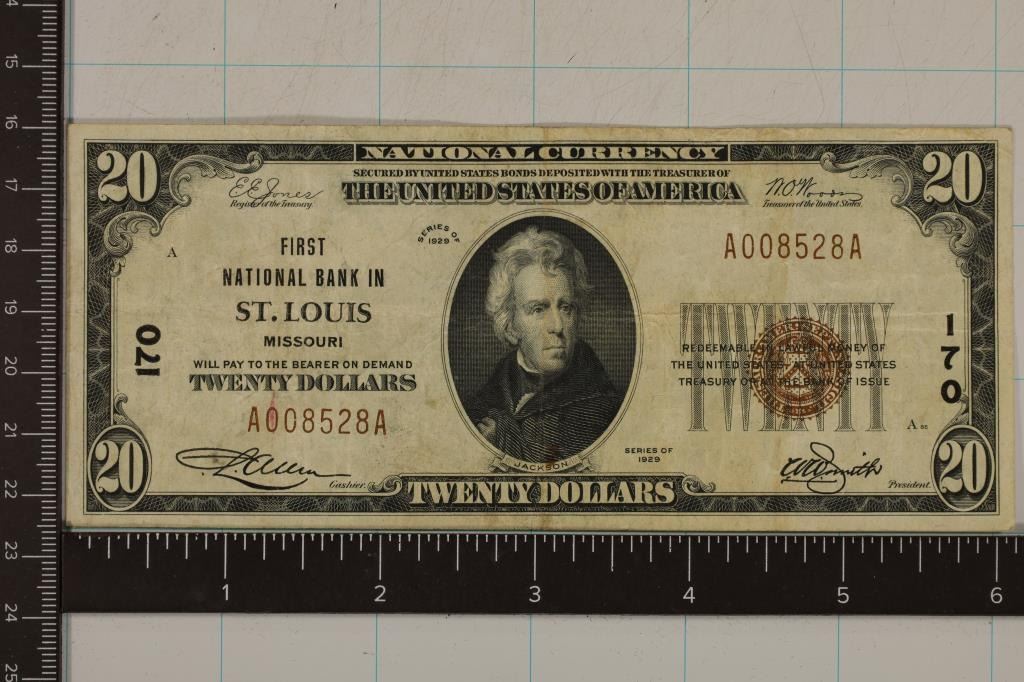 NATIONAL CURRENCY
SECURED BY UNITED STATES BONDS DEPOSITED WITH THE TREASURER OF
THE UNITED STATES OF AMERICA
20
20
E.E. Jones
Register of the Treasury.
W.O. Woods
Treasurer of the United States.
SERIES OF
1929
A
FIRST
NATIONAL BANK IN
ST. LOUIS
MISSOURI
WILL PAY TO THE BEARER ON DEMAND
TWENTY DOLLARS
A008528A
170
A008528A
TWENTY
REDEEMABLE IN LAWFUL MONEY OF
THE UNITED STATES AT UNITED STATES
TREASURY OR AT THE BANK OF ISSUE
170
A
JACKSON
SERIES OF
1929
20
Cashier.
TWENTY DOLLARS
President.
20
1 2 3 4 5 6
14
15
16
17
18
19
20
21
22
23
24
25